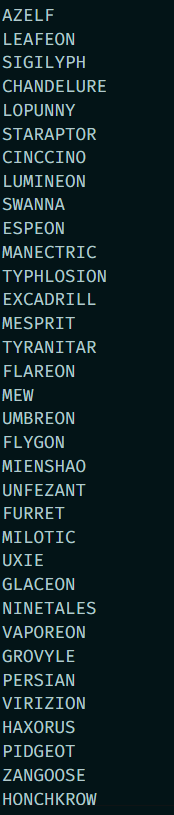 AZELF
LEAFEON
SIGILYPH
CHANDELURE
LOPUNNY
STARAPTOR
CINCCINO
LUMINEON
SWANNA
ESPEON
MANECTRIC
TYPHLOSION
EXCADRILL
MESPRIT
TYRANITAR
FLAREON
MEW
UMBREON
FLYGON
MIENSHAO
UNFEZANT
FURRET
MILOTIC
UXIE
GLACEON
NINETALES
VAPOREON
GROVYLE
PERSIAN
VIRIZION
HAXORUS
PIDGEOT
ZANGOOSE
HONCHKROW